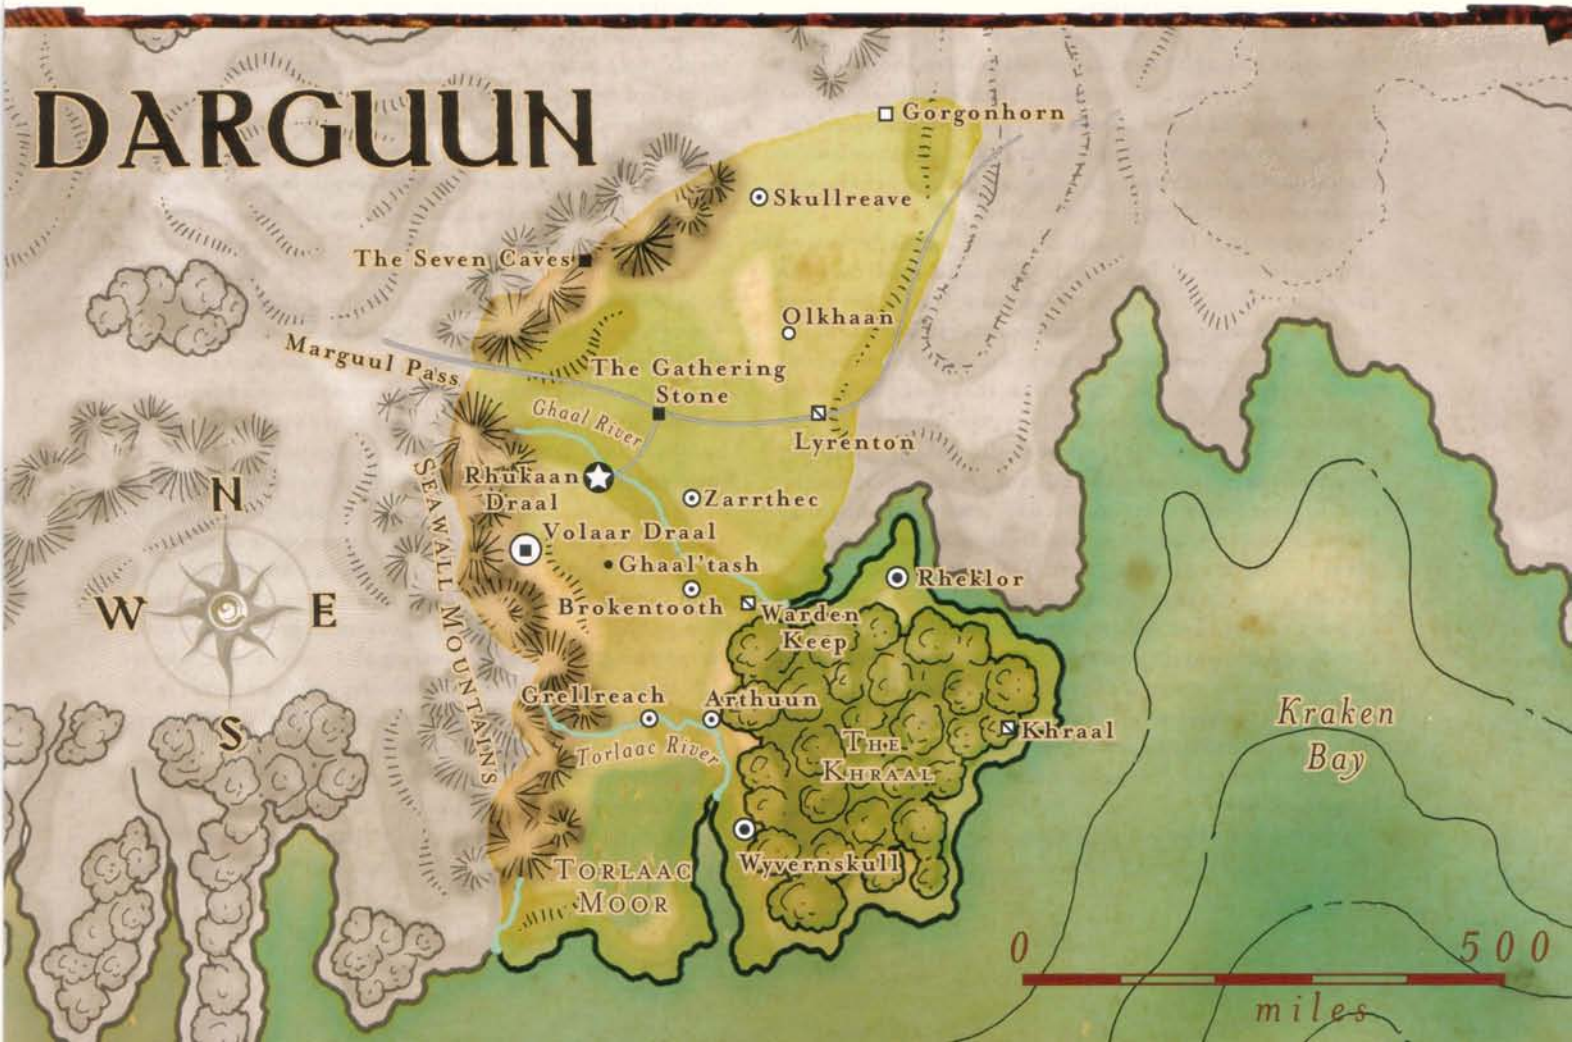 DARGUUN
Gorgonhorn
Skullreave
The Seven Caves
Olkhaan
Marguul Pass
The Gathering
Stone
Ghaal River
Lyrenton
Rhukaan
Draal
Zarrthec
SEAWALL MOUNTAINS
N
Volaar Draal
Ghaal'tash
Rheklor
Brokentooth
Warden
Keep
W
E
Grellreach
Arthuun
S
Torlaac River
THE
KHRAAL
Khraal
Kraken
Bay
Wyvernskull
TORLAAC
MOOR
0 500
miles